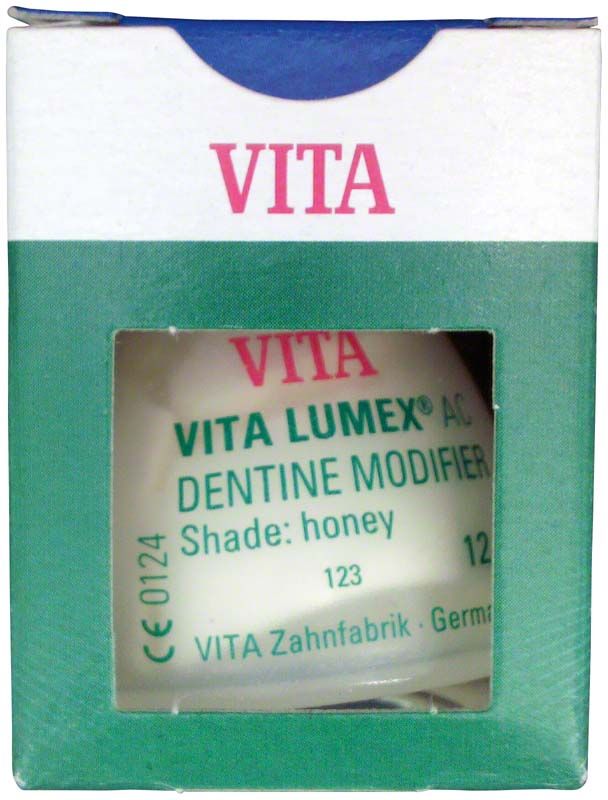 VITA
VITA
VITA LUMEX® AC
DENTINE MODIFIER
Shade: honey
123
12
CE 0124
VITA Zahnfabrik · Germa